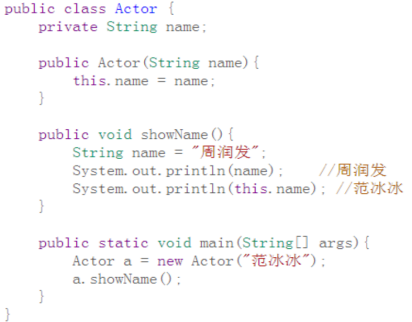 public class Actor {
    private String name;
    public Actor(String name){
        this.name = name;
    }
    public void showName(){
        String name = "周润发";
        System.out.println(name);    //周润发
        System.out.println(this.name); //范冰冰
    }
    public static void main(String[] args){
        Actor a = new Actor("范冰冰");
        a.showName();
    }
}